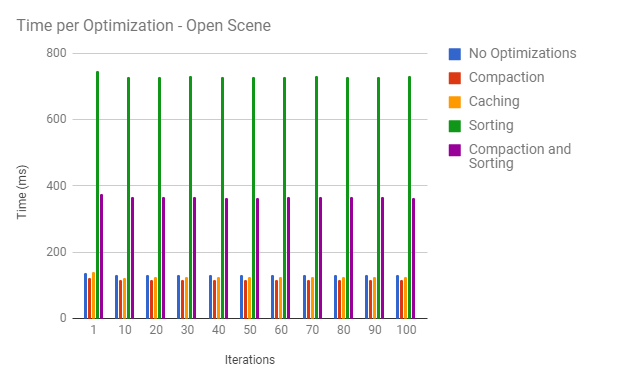 Time per Optimization - Open Scene
800
600
400
200
0
Time (ms)
1 10 20 30 40 50 60 70 80 90 100
Iterations
No Optimizations
Compaction
Caching
Sorting
Compaction and
Sorting